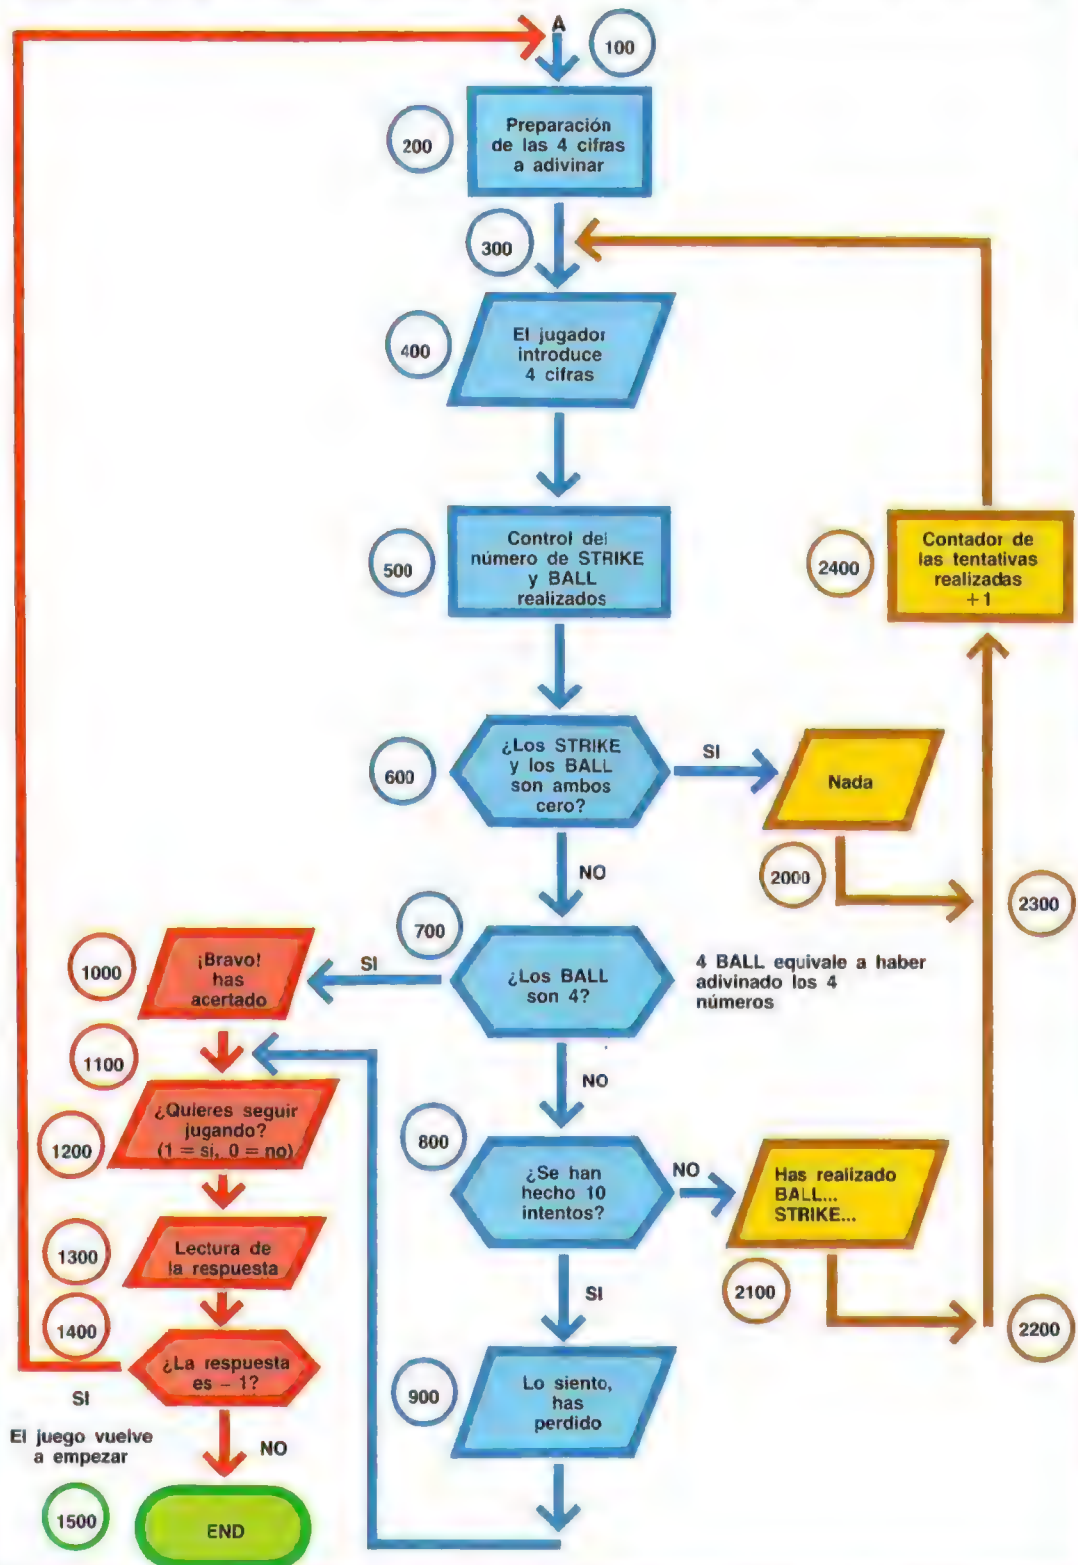 A
100
200
Preparación
de las 4 cifras
a adivinar
300
400
El jugador
introduce
4 cifras
500
Control del
número de STRIKE
y BALL
realizados
2400
Contador de
las tentativas
realizadas
+1
600
¿Los STRIKE
y los BALL
son ambos
cero?
SI
Nada
NO
2000
2300
700
1000
¡Bravo!
has
acertado
SI
¿Los BALL
son 4?
4 BALL equivale a haber
adivinado los 4
números
1100
NO
1200
¿Quieres seguir
jugando?
(1 = si, 0 = no)
800
¿Se han
hecho 10
intentos?
NO
Has realizado
BALL...
STRIKE...
1300
Lectura de
la respuesta
SI
2100
2200
1400
¿La respuesta
es – 1?
SI
900
Lo siento,
has
perdido
El juego vuelve
a empezar
NO
1500
END